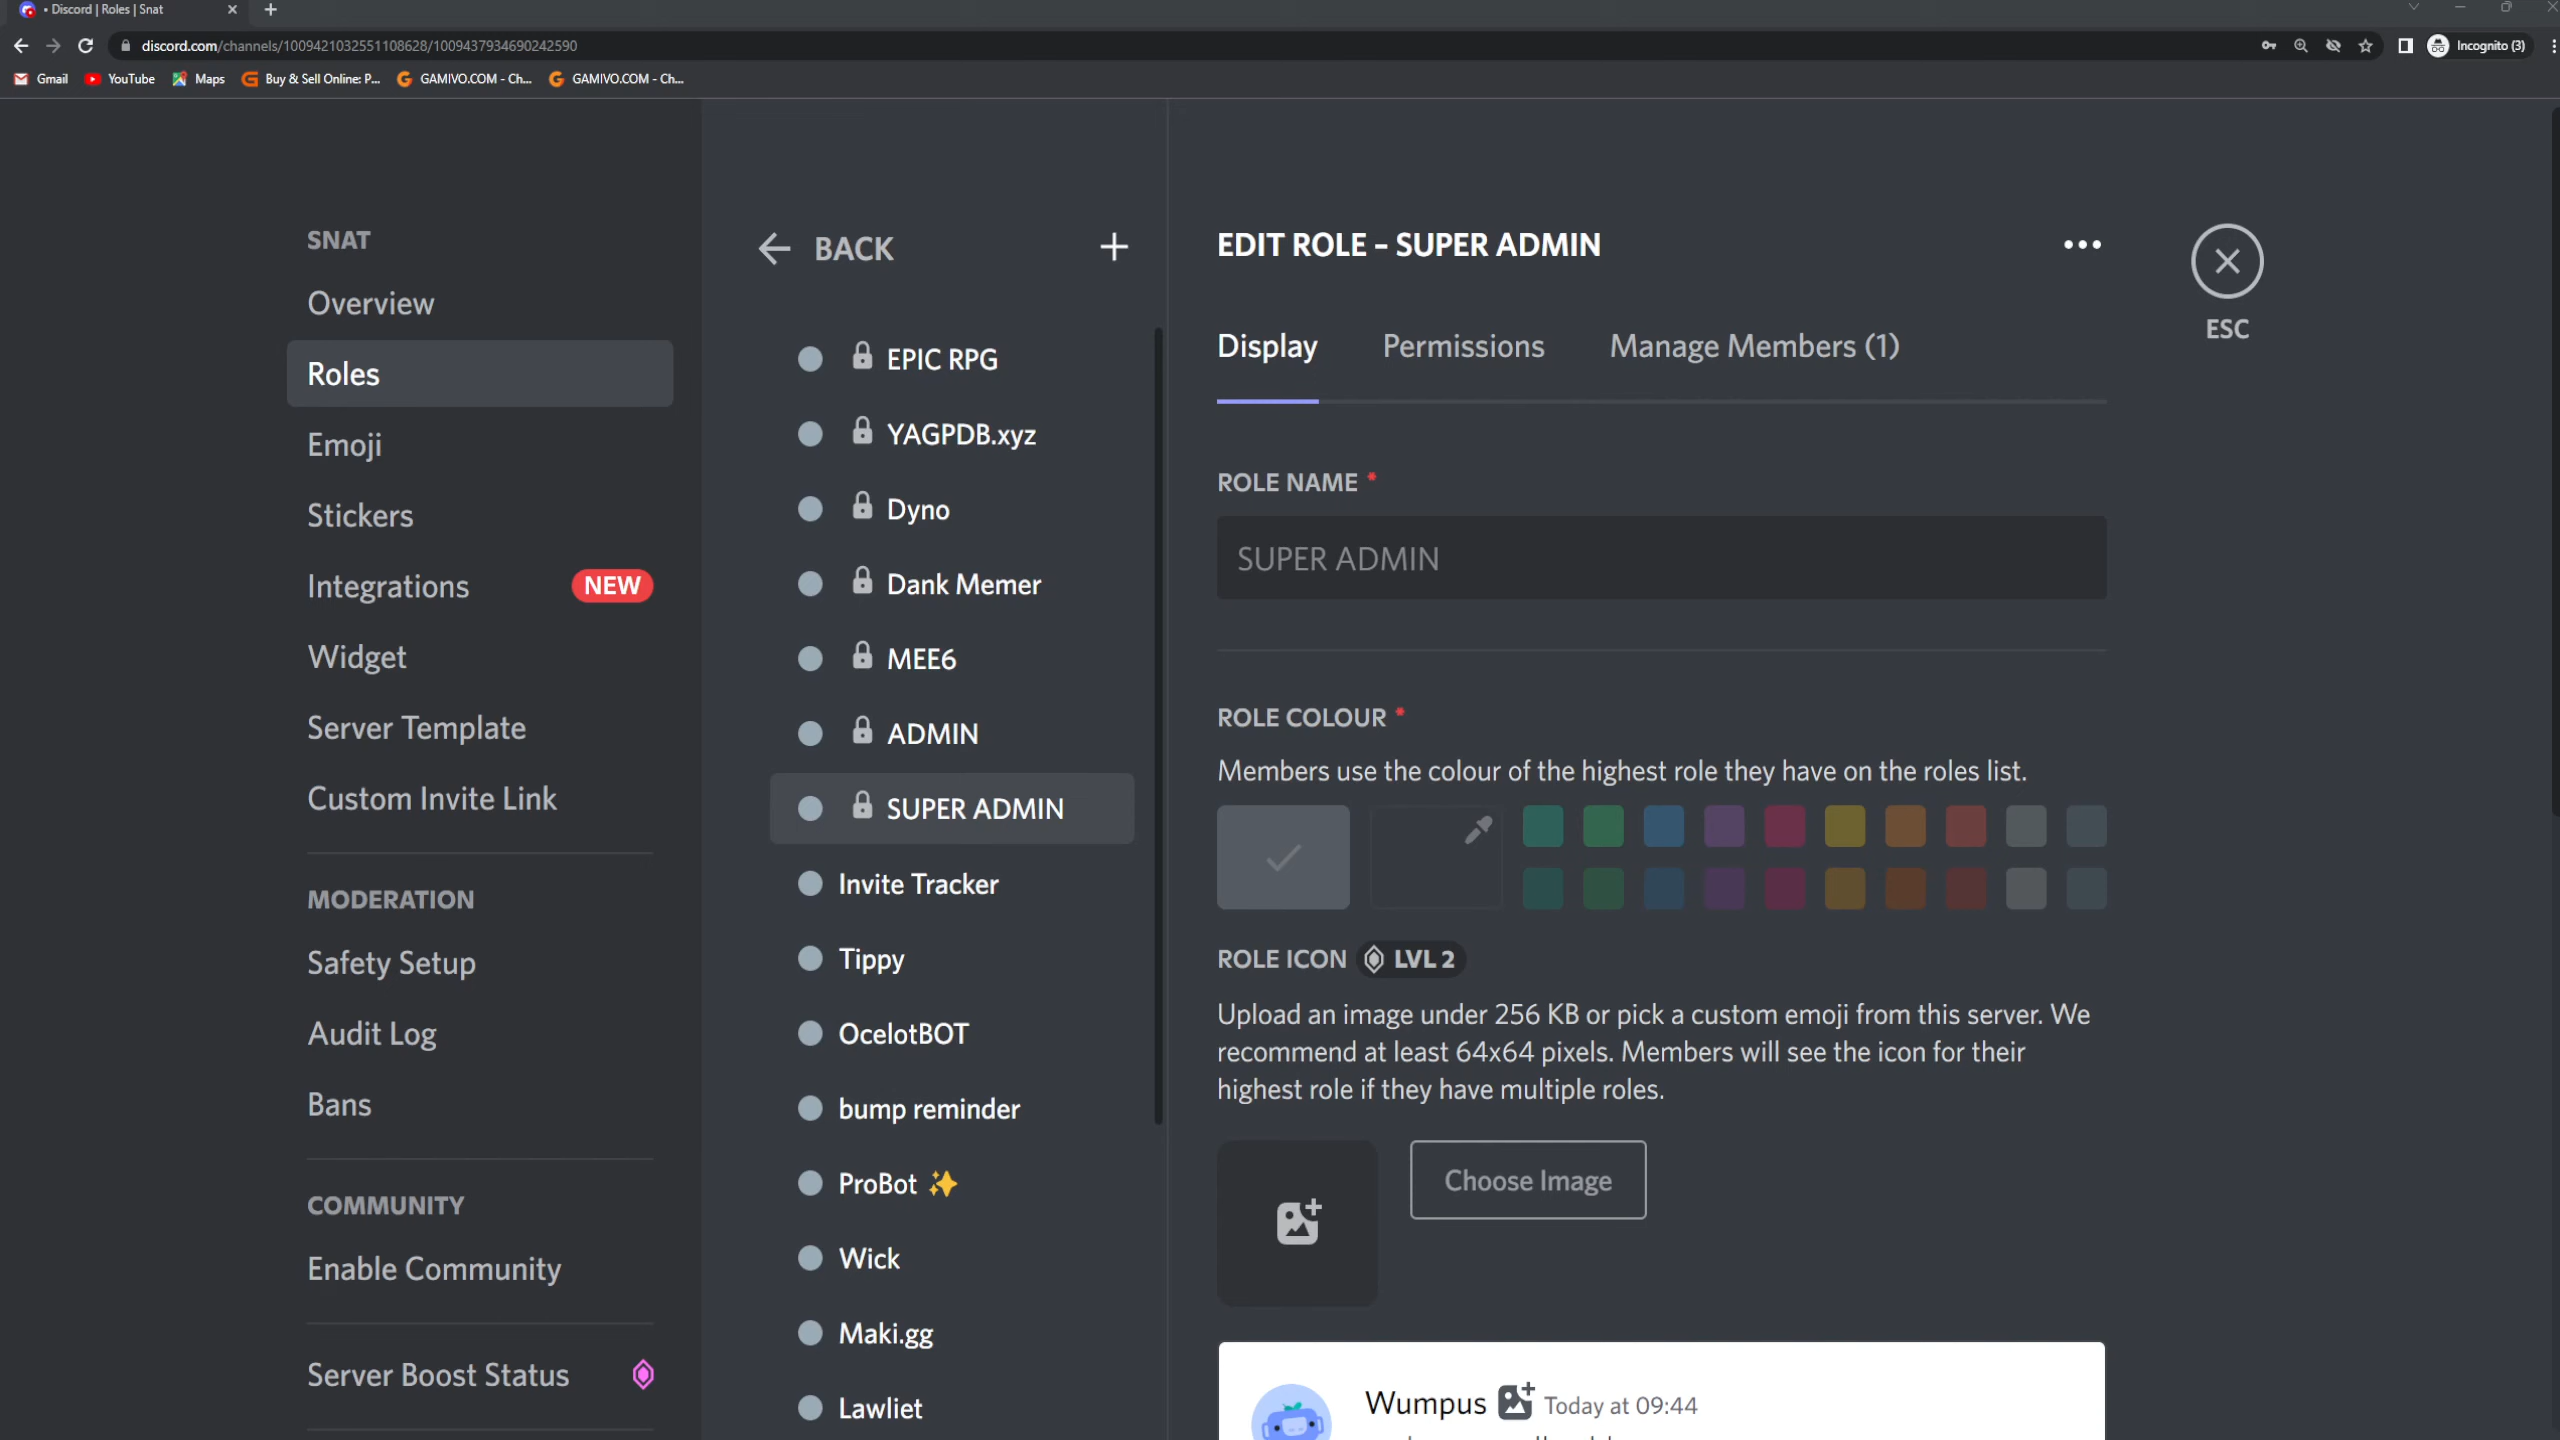 • Discord | Roles | Snat
discord.com/channels/1009421032551108628/1009437934690242590
Incognito (3)
Gmail
YouTube
Maps
Buy & Sell Online: P...
GAMIVO.COM - Ch...
GAMIVO.COM - Ch...
SNAT
Overview
Roles
Emoji
Stickers
Integrations NEW
Widget
Server Template
Custom Invite Link
MODERATION
Safety Setup
Audit Log
Bans
COMMUNITY
Enable Community
Server Boost Status
BACK
EPIC RPG
YAGPDB.xyz
Dyno
Dank Memer
MEE6
ADMIN
SUPER ADMIN
Invite Tracker
Tippy
OcelotBOT
bump reminder
ProBot ✨
Wick
Maki.gg
Lawliet
EDIT ROLE – SUPER ADMIN
ESC
Display Permissions Manage Members (1)
ROLE NAME *
SUPER ADMIN
ROLE COLOUR *
Members use the colour of the highest role they have on the roles list.
ROLE ICON LVL 2
Upload an image under 256 KB or pick a custom emoji from this server. We
recommend at least 64x64 pixels. Members will see the icon for their
highest role if they have multiple roles.
Choose Image
Wumpus Today at 09:44